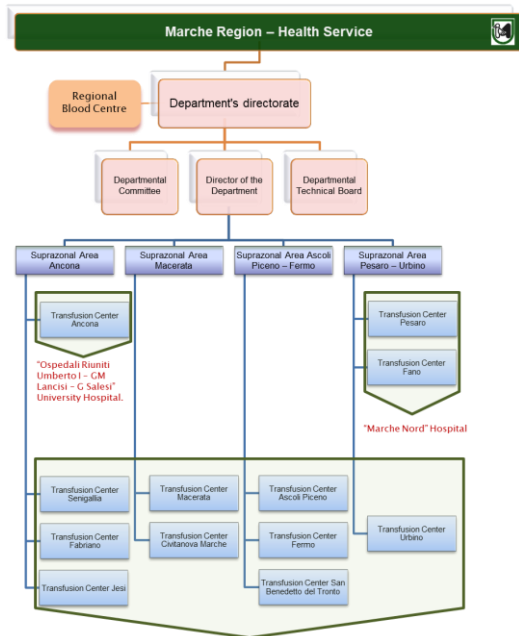 Marche Region – Health Service
Regional
Blood Centre
Department's directorate
Departmental
Committee
Director of the
Department
Departmental
Technical Board
Suprazonal Area
Ancona
Suprazonal Area
Macerata
Suprazonal Area Ascoli
Piceno – Fermo
Suprazonal Area
Pesaro – Urbino
Transfusion Center
Ancona
"Ospedali Riuniti
Umberto I – GM
Lancisi – G Salesi"
University Hospital.
Transfusion Center
Pesaro
Transfusion Center
Fano
"Marche Nord" Hospital
Transfusion Center
Senigallia
Transfusion Center
Fabriano
Transfusion Center Jesi
Transfusion Center
Macerata
Transfusion Center
Civitanova Marche
Transfusion Center
Ascoli Piceno
Transfusion Center
Fermo
Transfusion Center San
Benedetto del Tronto
Transfusion Center
Urbino